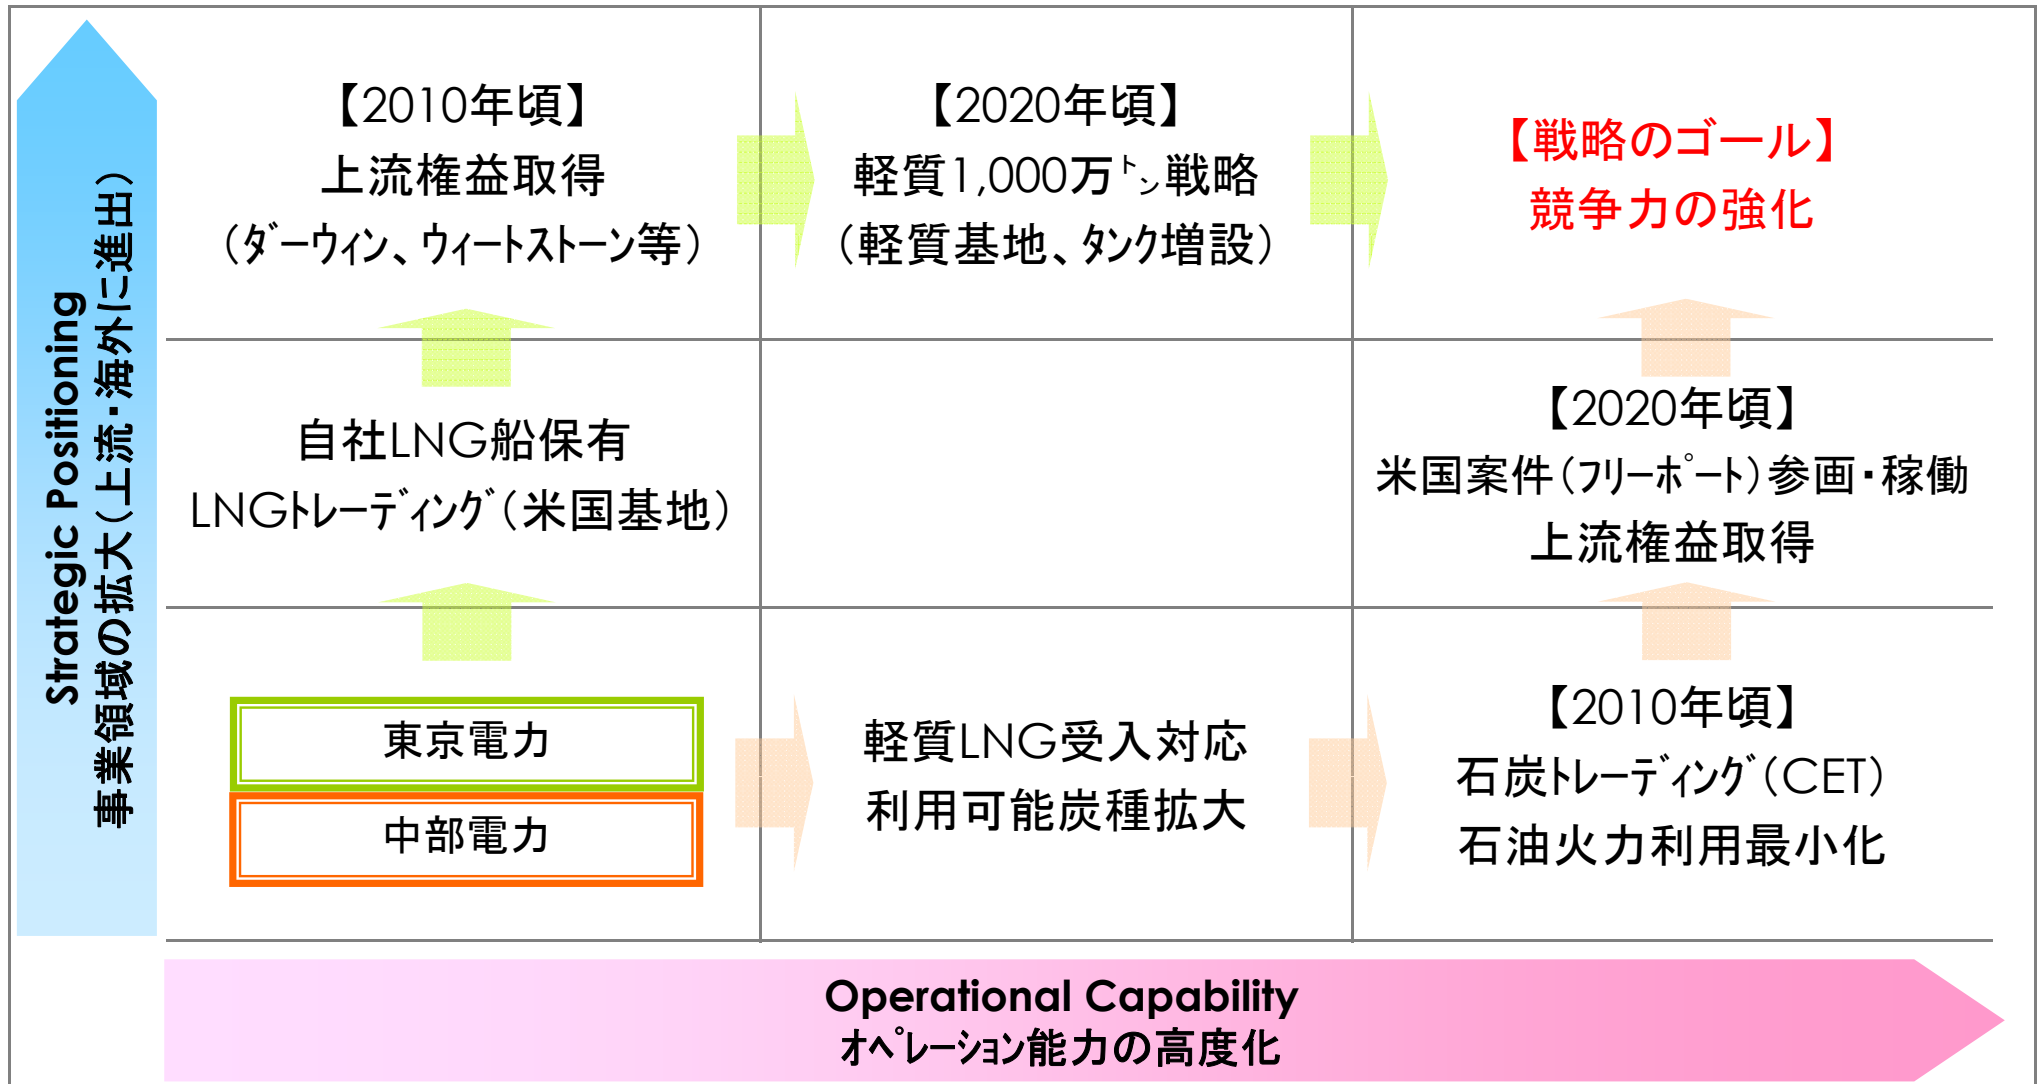 Strategic Positioning
事業領域の拡大(上流・海外に進出)
【2010年頃】
上流権益取得
(ﾀﾞｰｳｨﾝ、ｳｨｰﾄｽﾄｰﾝ等)
【2020年頃】
軽質1,000万㌧戦略
(軽質基地、ﾀﾝｸ増設)
【戦略のゴール】
競争力の強化
自社LNG船保有
LNGﾄﾚｰﾃﾞｨﾝｸﾞ(米国基地)
【2020年頃】
米国案件(ﾌﾘｰﾎﾟｰﾄ)参画・稼働
上流権益取得
東京電力
中部電力
軽質LNG受入対応
利用可能炭種拡大
【2010年頃】
石炭ﾄﾚｰﾃﾞｨﾝｸﾞ(CET)
石油火力利用最小化
Operational Capability
ｵﾍﾟﾚｰｼｮﾝ能力の高度化